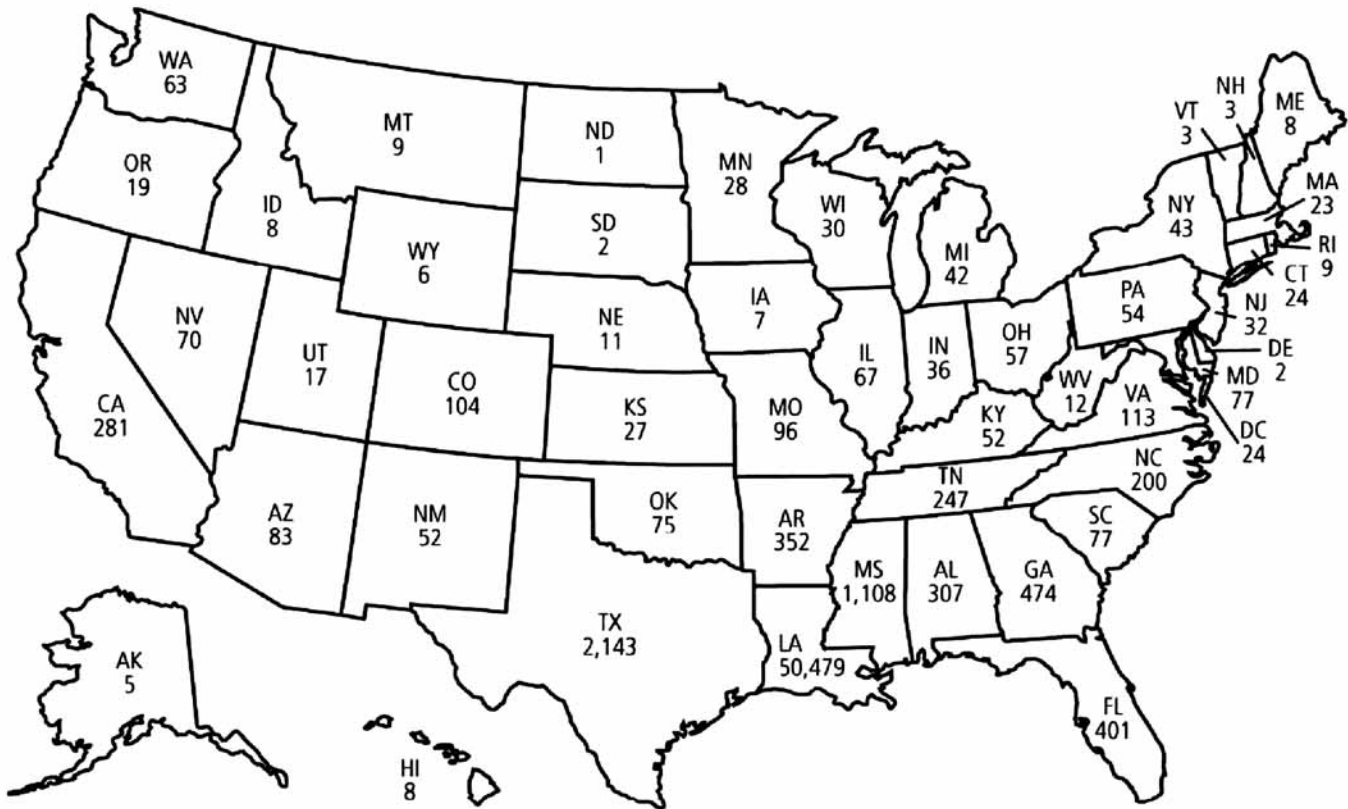 WA
63
OR
19
CA
281
NV
70
ID
8
MT
9
WY
6
UT
17
CO
104
AZ
83
NM
52
ND
1
SD
2
NE
11
KS
27
OK
75
TX
2,143
MN
28
IA
7
MO
96
AR
352
LA
50,479
WI
30
IL
67
MI
42
IN
36
OH
57
KY
52
TN
247
MS
1,108
AL
307
GA
474
FL
401
SC
77
NC
200
VA
113
WV
12
PA
54
NY
43
VT
3
NH
3
ME
8
MA
23
RI
9
CT
24
NJ
32
DE
2
MD
77
DC
24
AK
5
HI
8